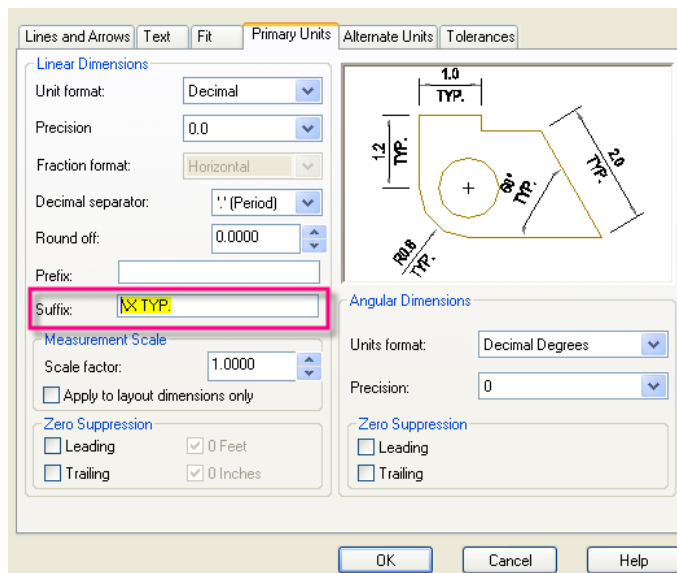 Lines and Arrows Text Fit Primary Units Alternate Units Tolerances
Linear Dimensions
Unit format: Decimal
Precision 0.0
Fraction format: Horizontal
Decimal separator: '.' (Period)
Round off: 0.0000
Prefix:
Suffix: \X TYP.
Measurement Scale
Scale factor: 1.0000
Apply to layout dimensions only
Zero Suppression
Leading 0 Feet
Trailing 0 Inches
1.0
TYP.
1.2
TYP.
2.0
TYP.
60°
TYP.
R0.8
TYP.
Angular Dimensions
Units format: Decimal Degrees
Precision: 0
Zero Suppression
Leading
Trailing
OK Cancel Help